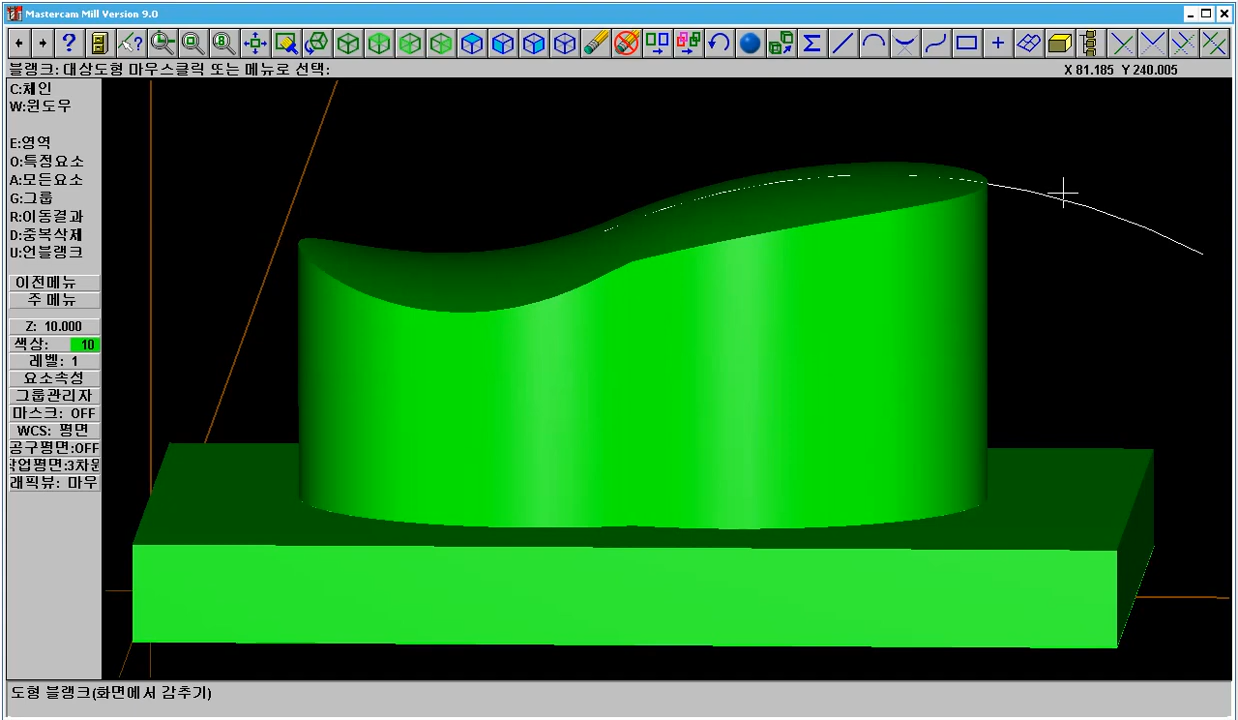 Mastercam Mill Version 9.0
블랭크: 대상도형 마우스클릭 또는 메뉴로 선택:
X 81.185 Y 240.005
C:체인
W:윈도우
E:영역
O:특정요소
A:모든요소
G:그룹
R:이동결과
D:중복삭제
U:언블랭크
이전메뉴
주 메뉴
Z: 10.000
색상: 10
레벨: 1
요소속성
그룹관리자
마스크: OFF
WCS: 평면
공구평면:OFF
작업평면:3차원
래픽뷰: 마우
도형 블랭크(화면에서 감추기)